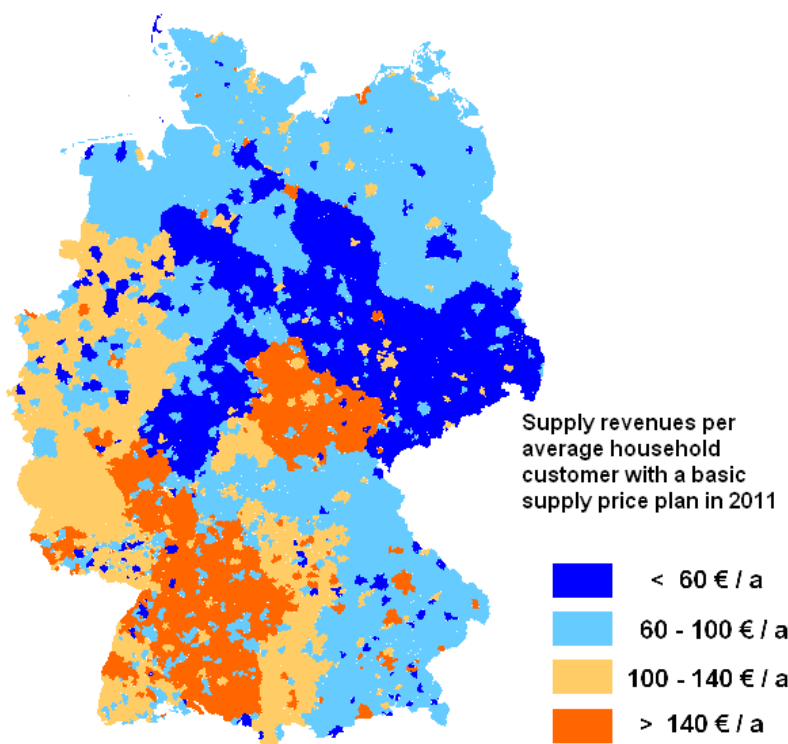 Supply revenues per
average household
customer with a basic
supply price plan in 2011
< 60 € / a
60 - 100 € / a
100 - 140 € / a
> 140 € / a